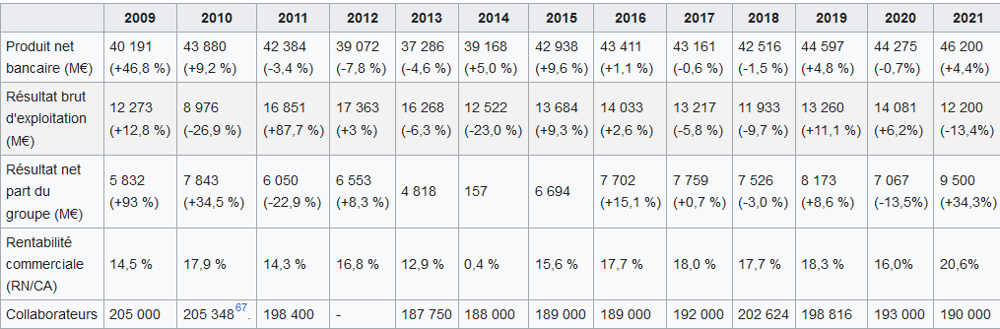 2009 2010 2011 2012 2013 2014 2015 2016 2017 2018 2019 2020 2021
Produit net 40 191 43 880 42 384 39 072 37 286 39 168 42 938 43 411 43 161 42 516 44 597 44 275 46 200
bancaire (M€) (+46,8 %) (+9,2 %) (-3,4 %) (-7,8 %) (-4,6 %) (+5,0 %) (+9,6 %) (+1,1 %) (-0,6 %) (-1,5 %) (+4,8 %) (-0,7%) (+4,4%)
Résultat brut 12 273 8 976 16 851 17 363 16 268 12 522 13 684 14 033 13 217 11 933 13 260 14 081 12 200
d'exploitation (+12,8 %) (-26,9 %) (+87,7 %) (+3 %) (-6,3 %) (-23,0 %) (+9,3 %) (+2,6 %) (-5,8 %) (-9,7 %) (+11,1 %) (+6,2%) (-13,4%)
(M€)
Résultat net 5 832 7 843 6 050 6 553 7 702 7 759 7 526 8 173 7 067 9 500
part du 4 818 157 6 694
groupe (M€) (+93 %) (+34,5 %) (-22,9 %) (+8,3 %) (+15,1 %) (+0,7 %) (-3,0 %) (+8,6 %) (-13,5%) (+34,3%)
Rentabilité
commerciale 14,5 % 17,9 % 14,3 % 16,8 % 12,9 % 0,4 % 15,6 % 17,7 % 18,0 % 17,7 % 18,3 % 16,0% 20,6%
(RN/CA)
Collaborateurs 205 000 205 348 67. 198 400 - 187 750 188 000 189 000 189 000 192 000 202 624 198 816 193 000 190 000